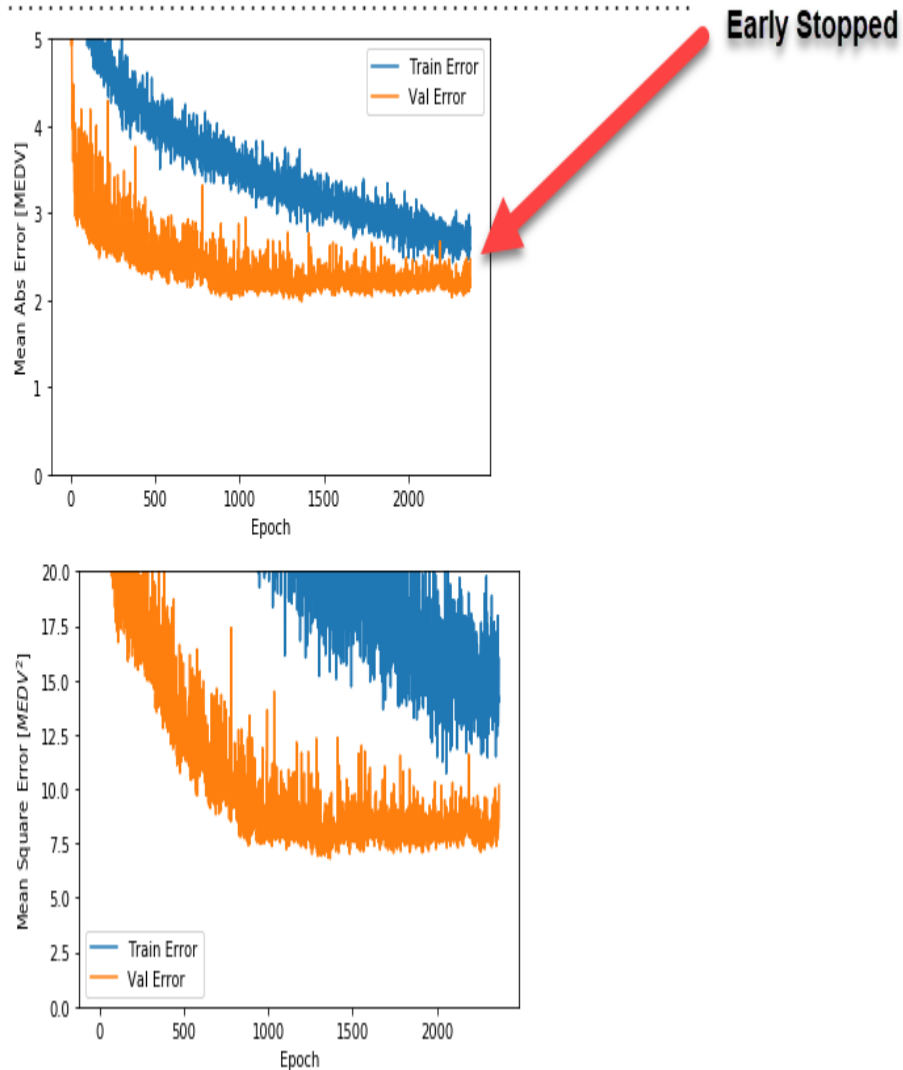 Early Stopped
5
4
3
2
1
0
Mean Abs Error [MEDV]
Train Error
Val Error
0 500 1000 1500 2000
Epoch
20.0
17.5
15.0
12.5
10.0
7.5
5.0
2.5
0.0
Mean Square Error [MEDV²]
Train Error
Val Error
0 500 1000 1500 2000
Epoch